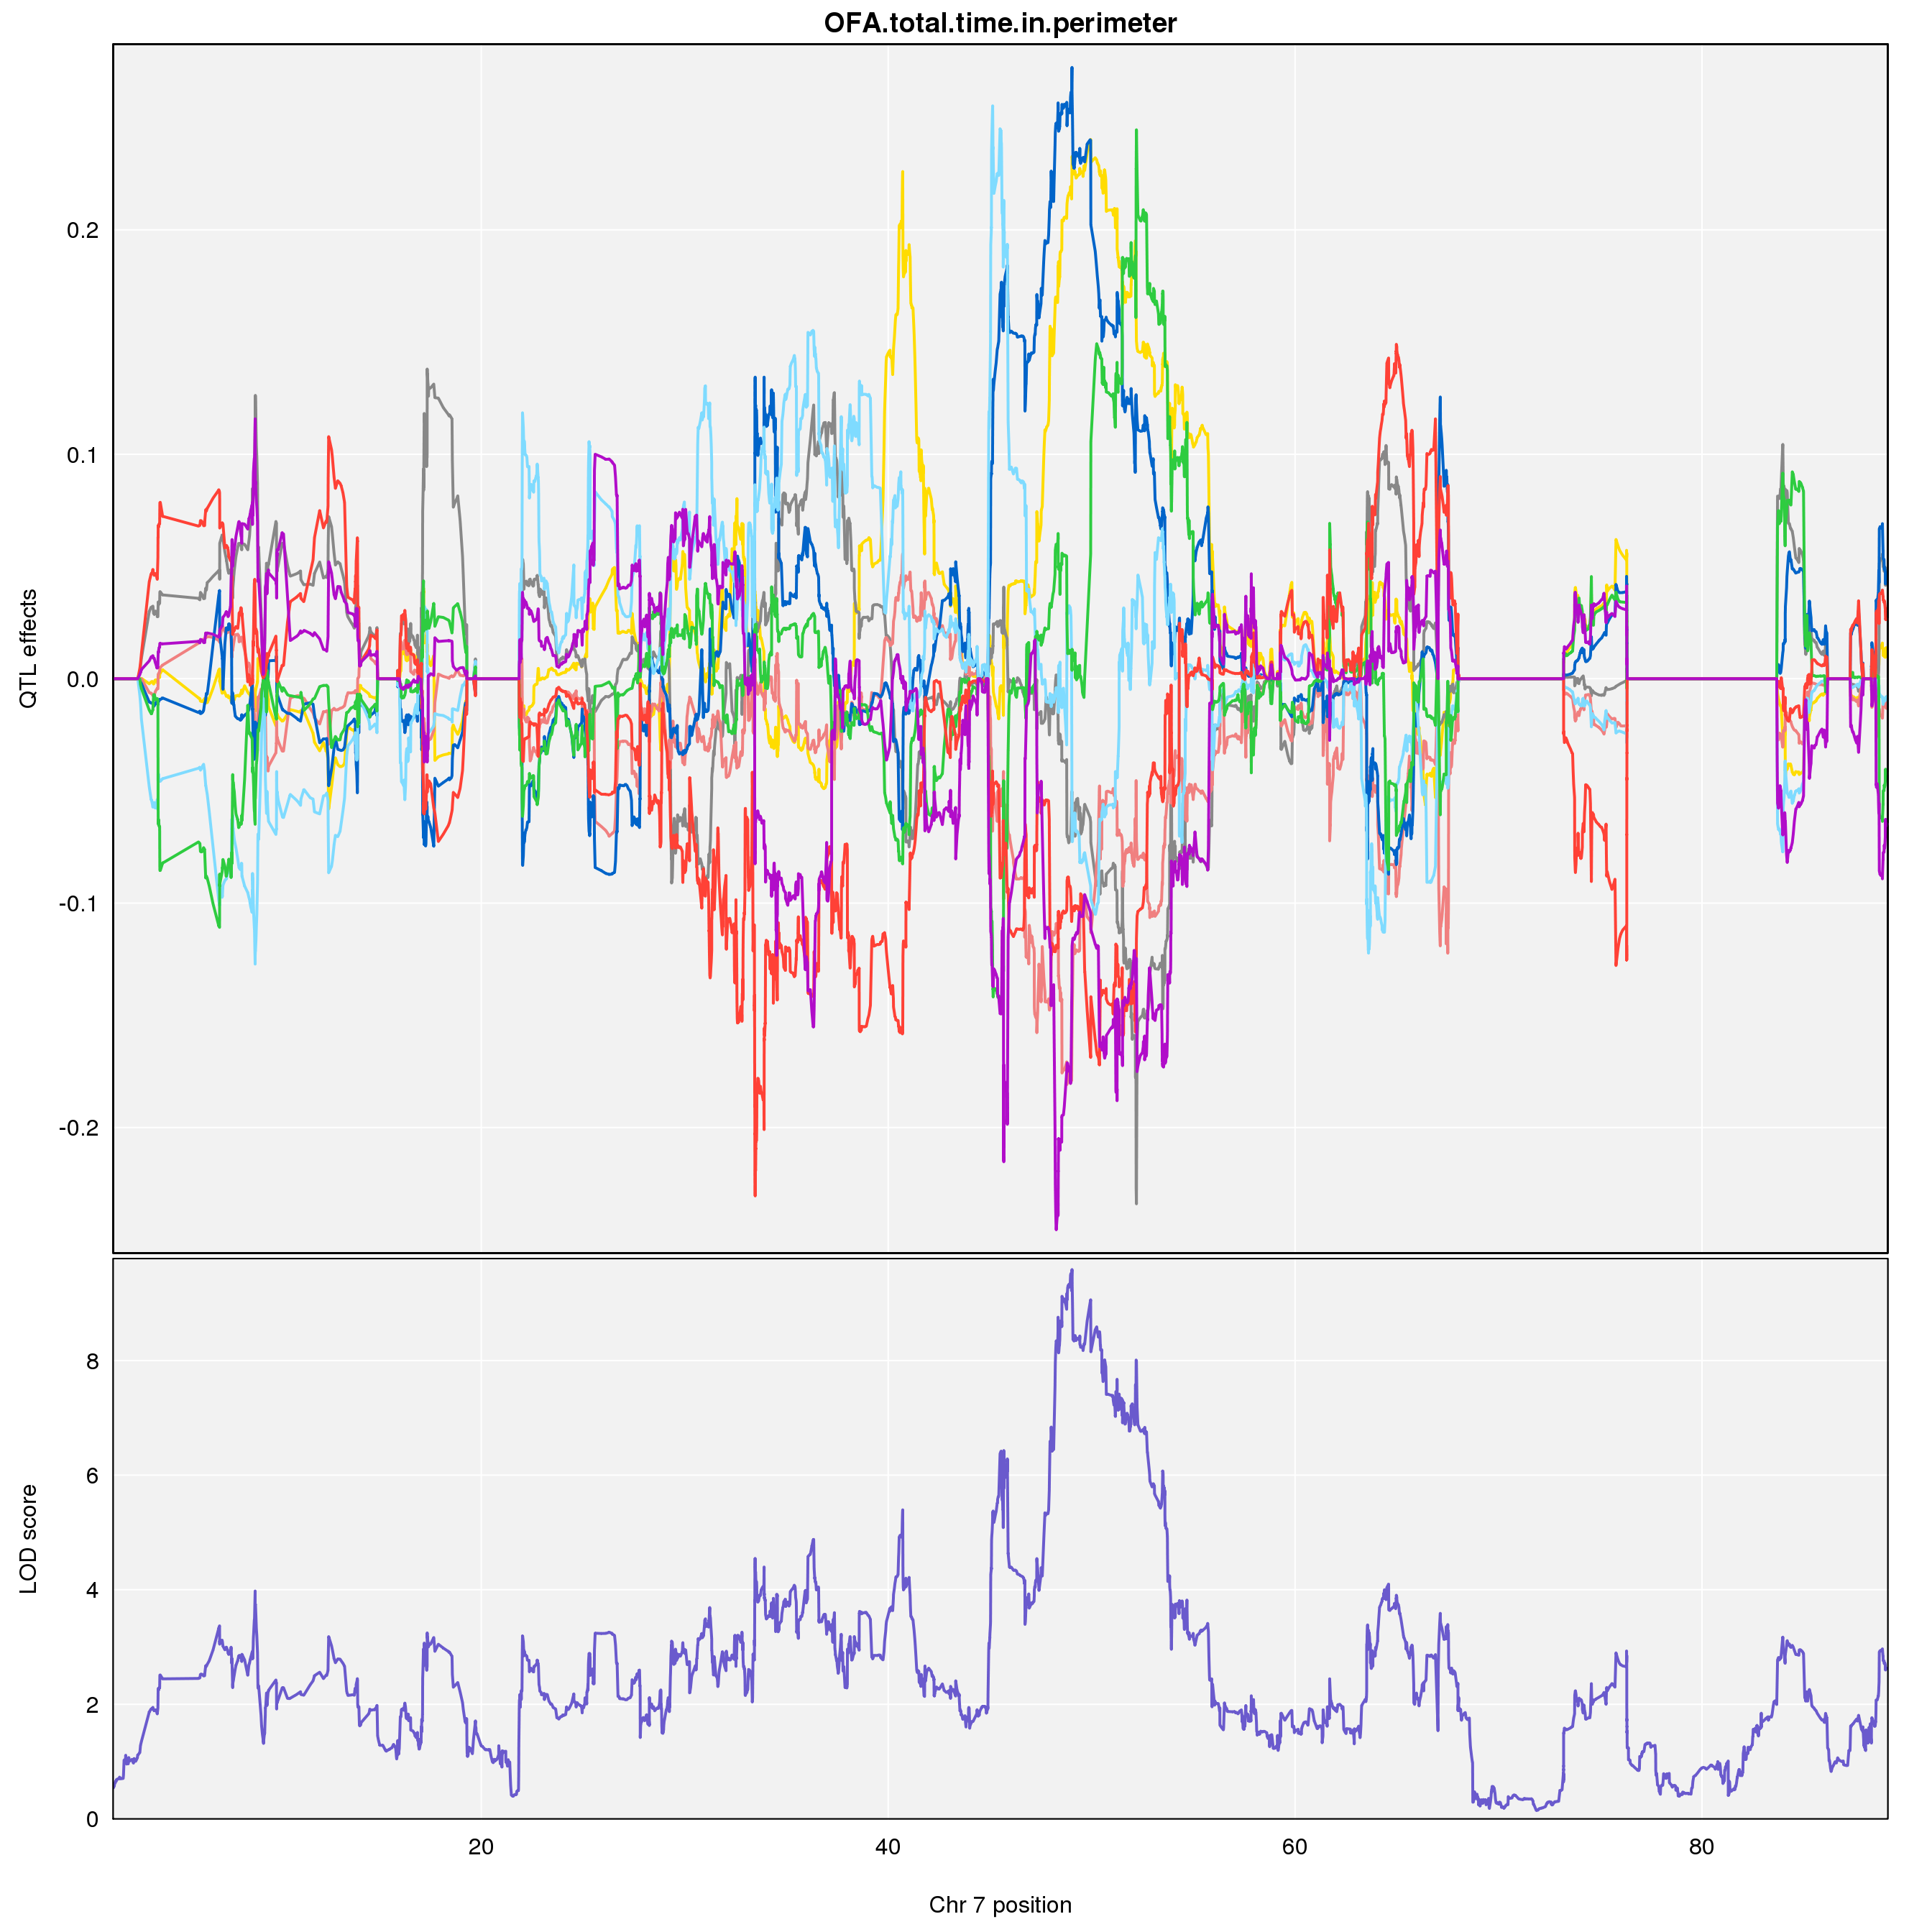 OFA.total.time.in.perimeter
QTL effects
0.2
0.1
0.0
-0.1
-0.2
LOD score
8
6
4
2
0
20 40 60 80
Chr 7 position